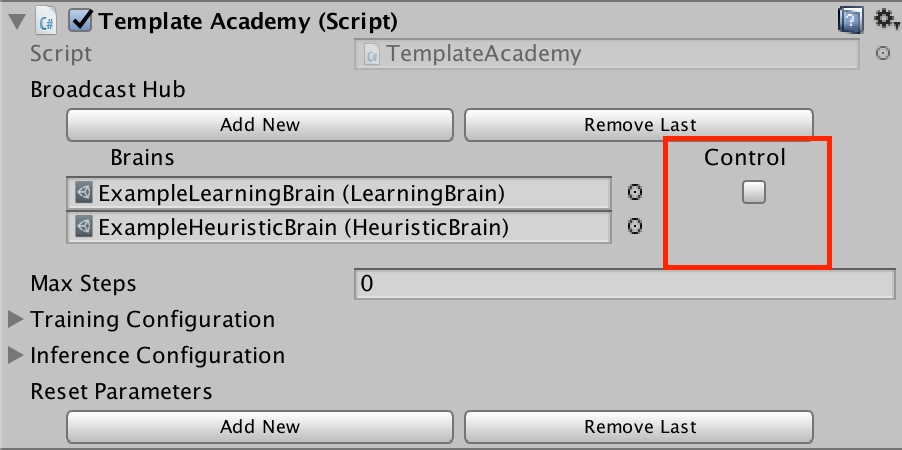 Template Academy (Script)
Script TemplateAcademy
Broadcast Hub
Add New Remove Last
Brains Control
ExampleLearningBrain (LearningBrain)
ExampleHeuristicBrain (HeuristicBrain)
Max Steps 0
Training Configuration
Inference Configuration
Reset Parameters
Add New Remove Last